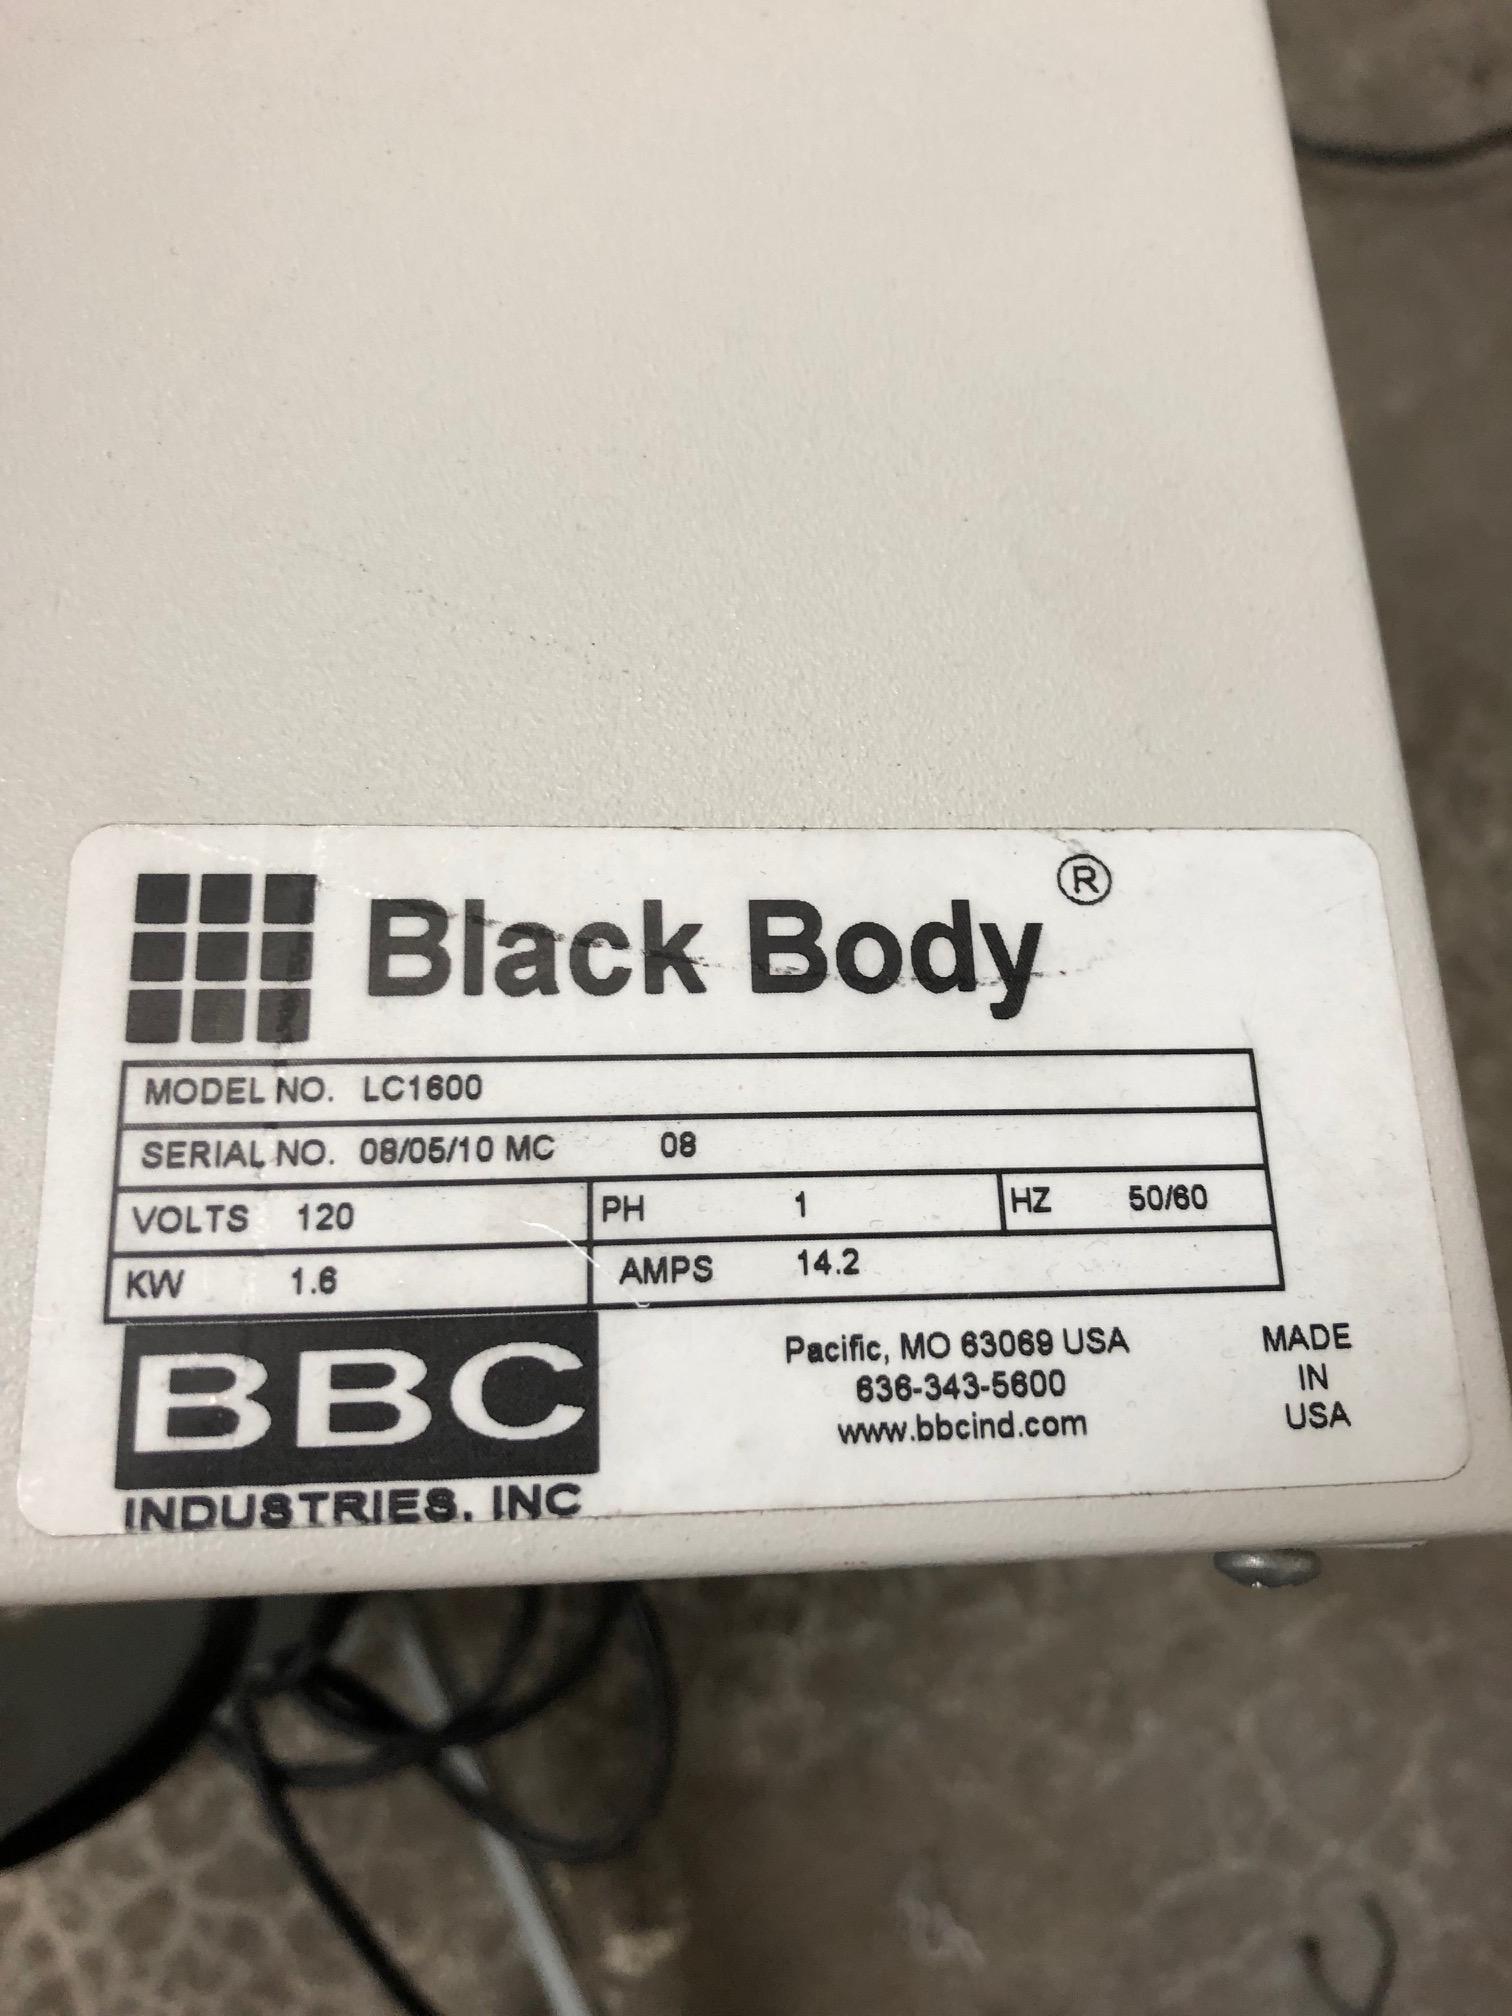 Black Body ®
MODEL NO. LC1600
SERIAL NO. 08/05/10 MC 08
VOLTS 120 PH 1 HZ 50/60
KW 1.6 AMPS 14.2
BBC
INDUSTRIES, INC
Pacific, MO 63069 USA
636-343-5600
www.bbcind.com
MADE
IN
USA